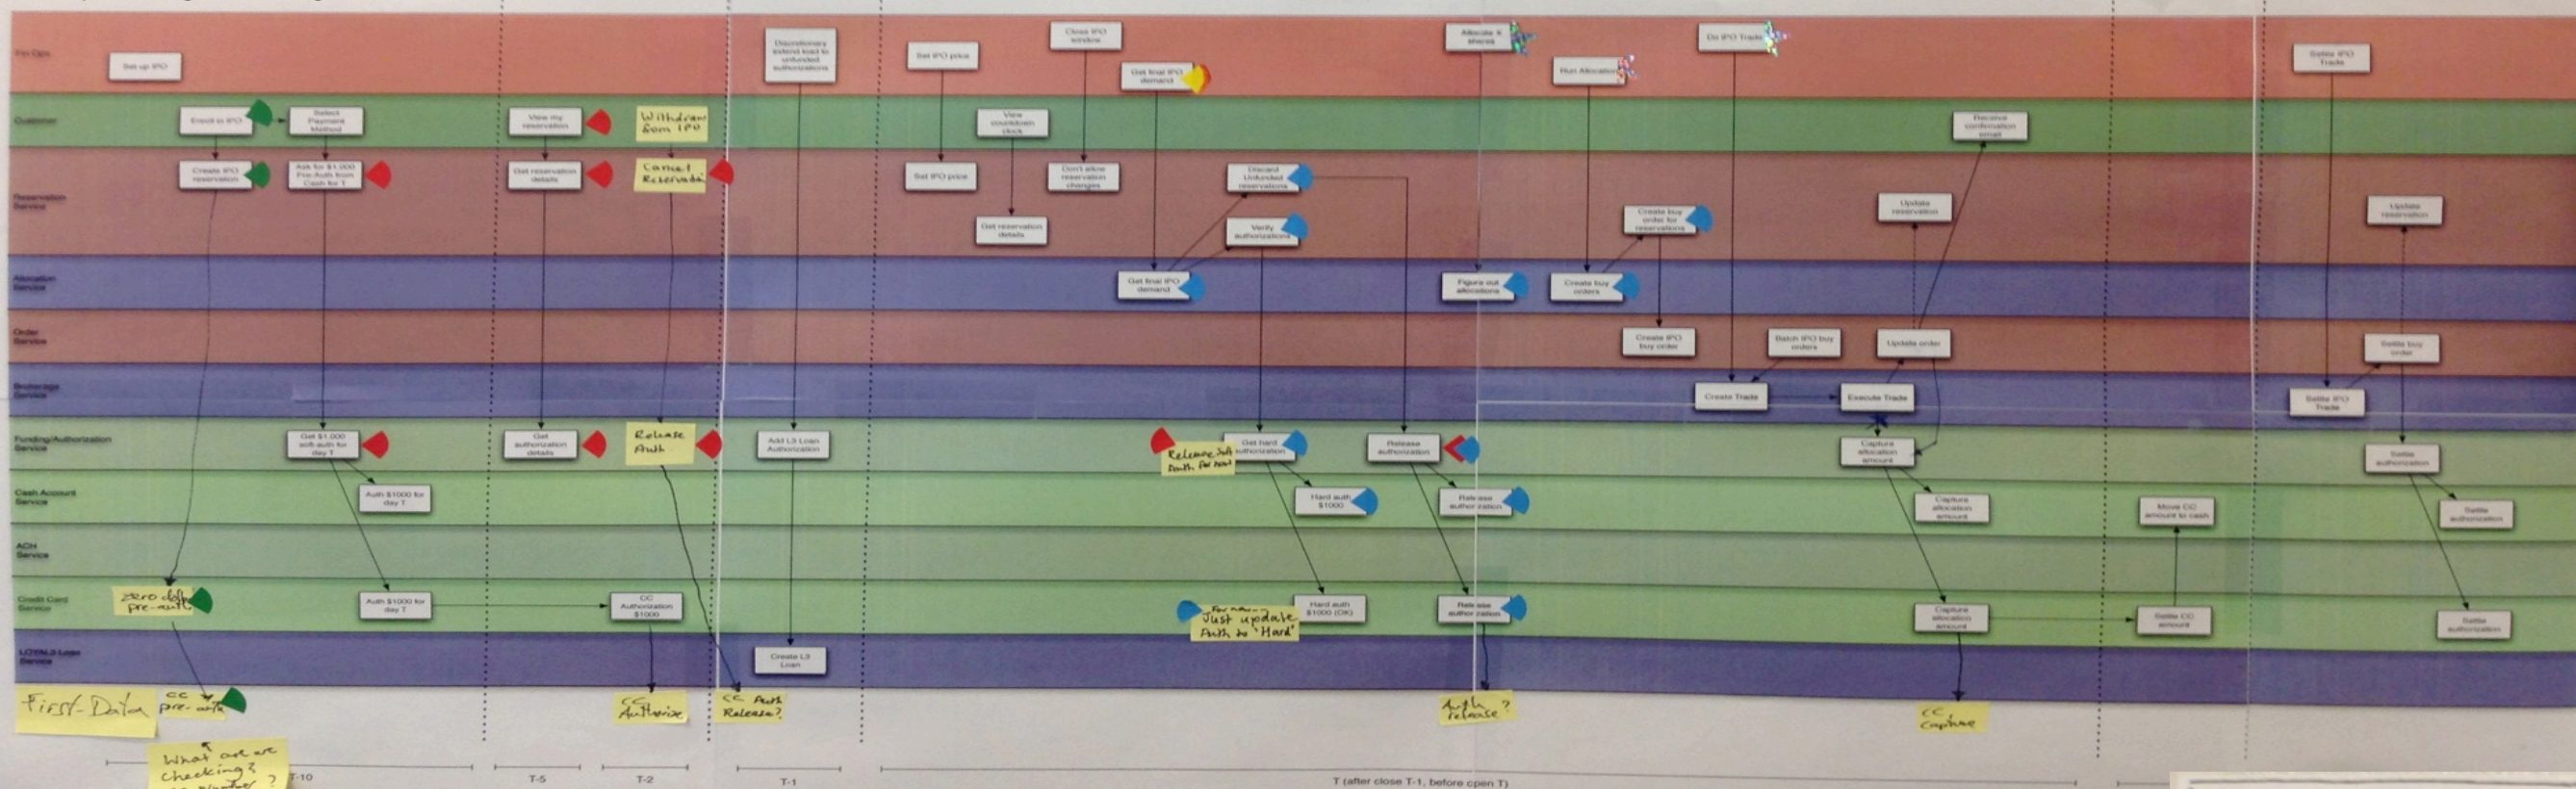 Fin Ops
Set up IPO
Discretionary
extend load to
unfunded
authorizations
Set IPO price
Close IPO
window
Get final IPO
demand
Allocate X
shares
Run Allocation
Do IPO Trade
Settle IPO
Trade
Customer
Enroll in IPO
Select
Payment
Method
View my
reservation
Withdraw
from IPO
View
countdown
clock
Receive
confirmation
email
Reservation
Service
Create IPO
reservation
Ask for $1,000
Pre-Auth from
Cash for T
Get reservation
details
Cancel
Set IPO price
Don't allow
reservation
changes
Get reservation
details
Discard
Unfunded
reservations
Verify
authorizations
Create buy
order for
reservations
Update
reservation
Update
reservation
Allocation
Service
Get final IPO
demand
Figure out
allocations
Create buy
orders
Order
Service
Create IPO
buy order
Batch IPO buy
orders
Update order
Settle buy
order
Brokerage
Service
Create Trade
Execute Trade
Settle IPO
Trade
Funding/Authorization
Service
Get $1,000
soft-auth for
day T
Get
authorization
details
Release
Auth
Add L3 Loan
Authorization
Release Soft
Auth for hard
Get hard
authorization
Release
authorization
Capture
allocation
amount
Settle
authorization
Cash Account
Service
Auth $1000 for
day T
Hard auth
$1000
Release
authorization
Capture
allocation
amount
Move CC
amount to cash
Settle
authorization
ACH
Service
Credit Card
Service
zero dollar
pre-auth
Auth $1000 for
day T
CC
Authorization
$1000
For now
Just update
Auth to 'Hard'
Hard auth
$1000 (OK)
Release
authorization
Capture
allocation
amount
Settle CC
amount
Settle
authorization
LOYAL3 Loan
Service
Create L3
Loan
First-Data
CC
pre-auth
CC
Authorize
CC Auth
Release?
Auth ?
release
CC
Capture
What are we
checking?
?
T-10
T-5
T-2
T-1
T (after close T-1, before open T)